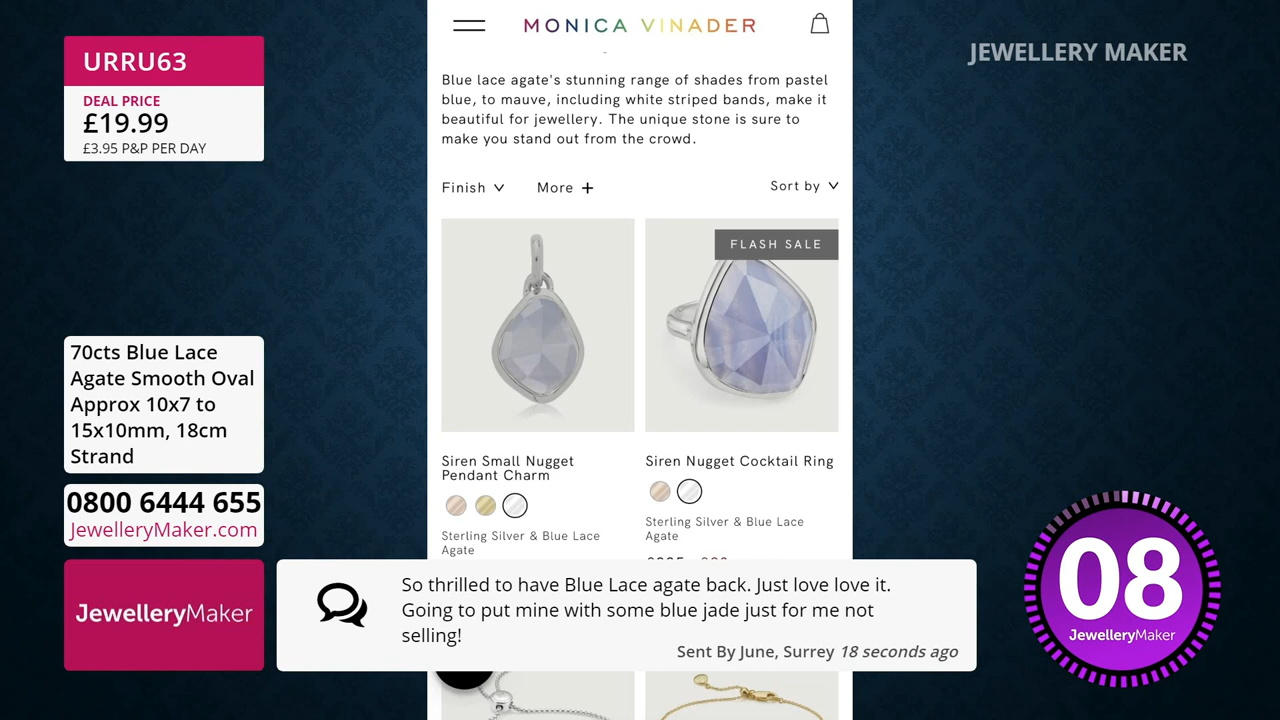 URRU63
DEAL PRICE
£19.99
£3.95 P&P PER DAY
70cts Blue Lace
Agate Smooth Oval
Approx 10x7 to
15x10mm, 18cm
Strand
0800 6444 655
JewelleryMaker.com
JewelleryMaker
MONICA VINADER
Blue lace agate's stunning range of shades from pastel
blue, to mauve, including white striped bands, make it
beautiful for jewellery. The unique stone is sure to
make you stand out from the crowd.
Finish
More +
Sort by
FLASH SALE
Siren Small Nugget
Pendant Charm
Sterling Silver & Blue Lace
Agate
Siren Nugget Cocktail Ring
Sterling Silver & Blue Lace
Agate
So thrilled to have Blue Lace agate back. Just love love it.
Going to put mine with some blue jade just for me not
selling!
Sent By June, Surrey 18 seconds ago
JEWELLERY MAKER
08
JewelleryMaker